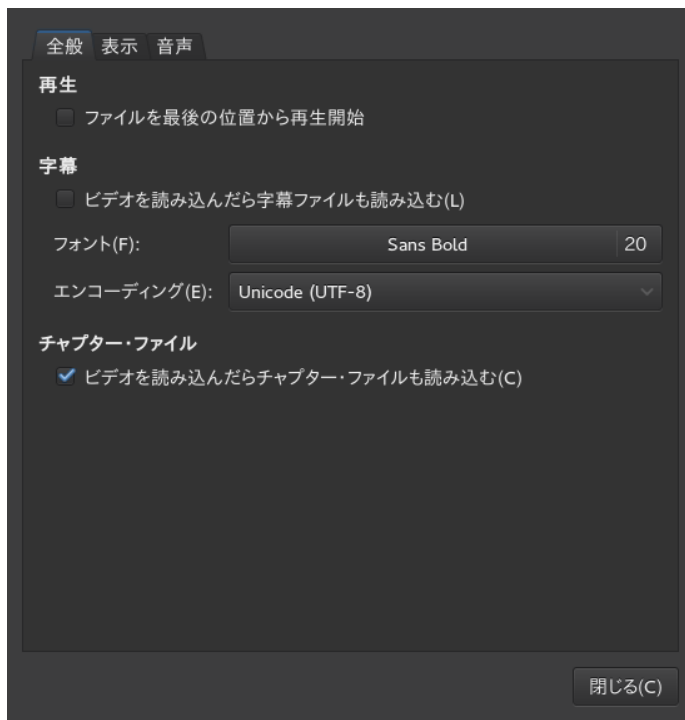 全般 表示 音声
再生
ファイルを最後の位置から再生開始
字幕
ビデオを読み込んだら字幕ファイルも読み込む(L)
フォント(F): Sans Bold 20
エンコーディング(E): Unicode (UTF-8)
チャプター・ファイル
ビデオを読み込んだらチャプター・ファイルも読み込む(C)
閉じる(C)